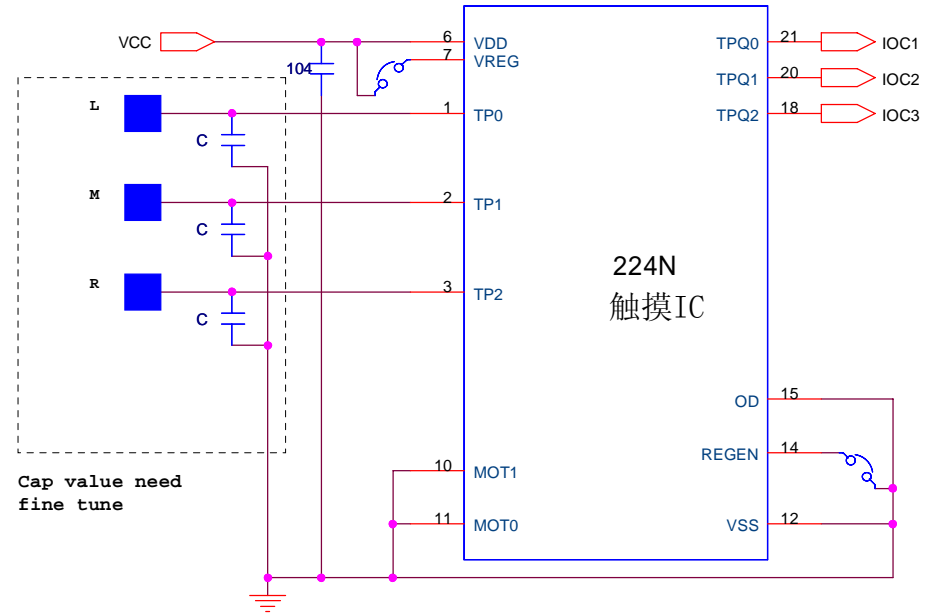 VCC
6
VDD
7
VREG
104
L
1
TP0
C
M
2
TP1
C
R
3
TP2
C
Cap value need
fine tune
10
MOT1
11
MOT0
224N
触摸IC
TPQ0
21
IOC1
TPQ1
20
IOC2
TPQ2
18
IOC3
OD
15
REGEN
14
VSS
12